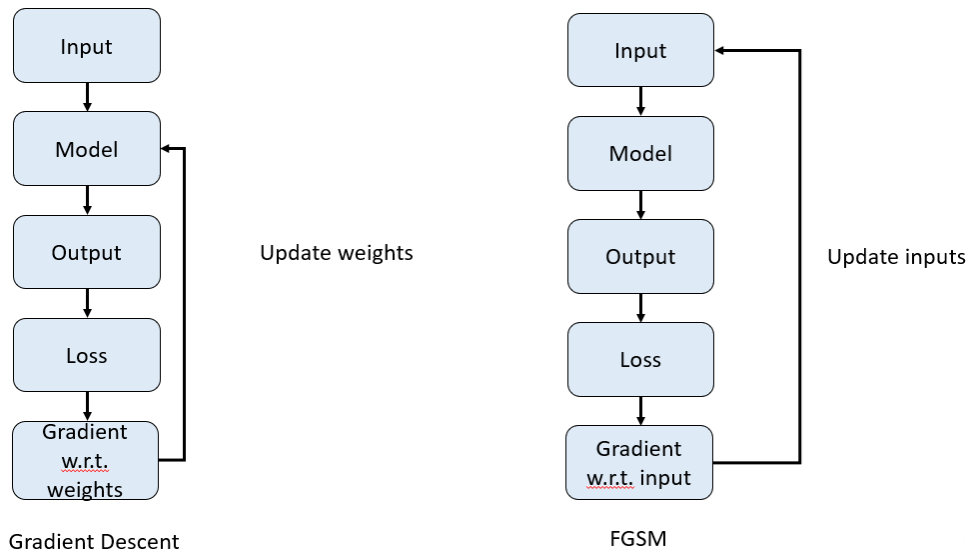 Input
Model
Output
Loss
Gradient
w.r.t.
weights
Update weights
Gradient Descent
Input
Model
Output
Loss
Gradient
w.r.t. input
Update inputs
FGSM